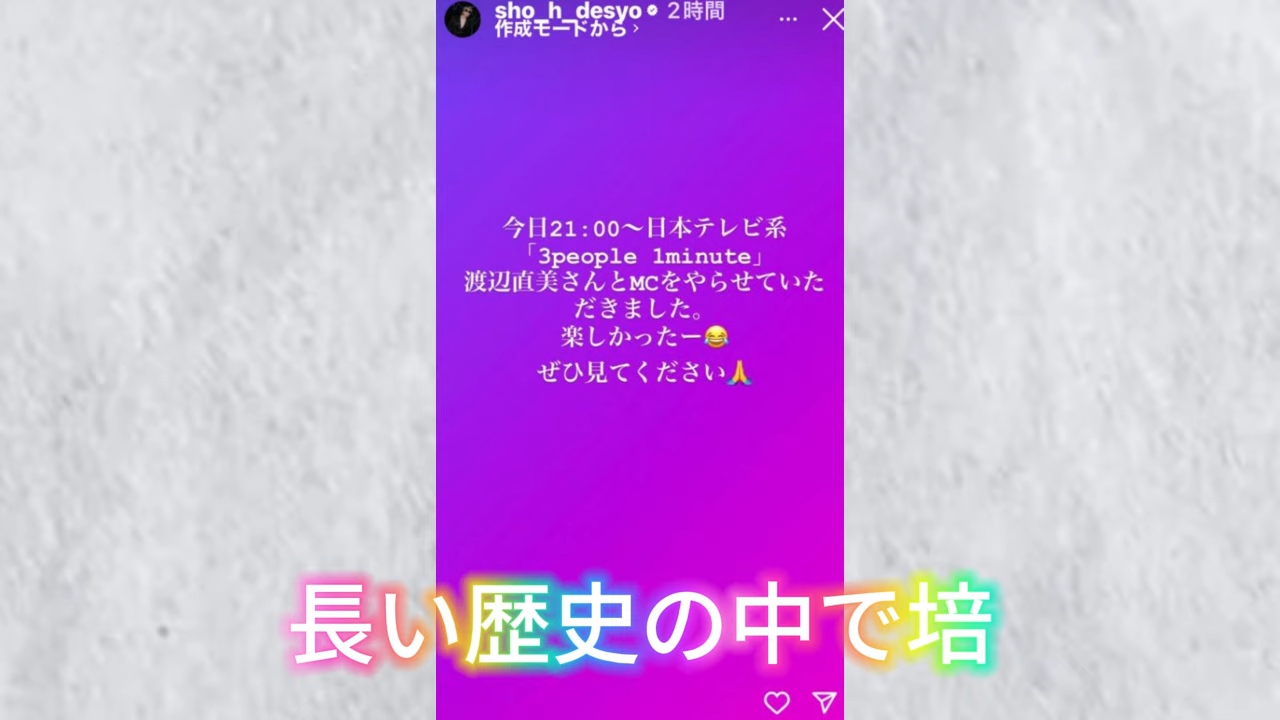 sho_h_desyo 2時間
作成モードから
今日21:00〜日本テレビ系
「3people 1minute」
渡辺直美さんとMCをやらせていた
だきました。
楽しかったー😂
ぜひ見てください🙏
長い歴史の中で培